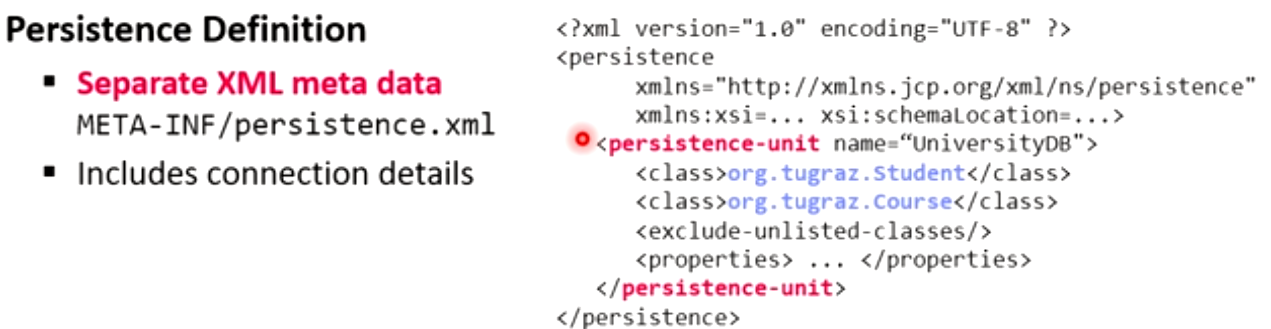 Persistence Definition
▪ Separate XML meta data
META-INF/persistence.xml
▪ Includes connection details
<?xml version="1.0" encoding="UTF-8" ?>
<persistence
xmlns="http://xmlns.jcp.org/xml/ns/persistence"
xmlns:xsi=... xsi:schemaLocation=...>
<persistence-unit name=“UniversityDB">
<class>org.tugraz.Student</class>
<class>org.tugraz.Course</class>
<exclude-unlisted-classes/>
<properties> ... </properties>
</persistence-unit>
</persistence>